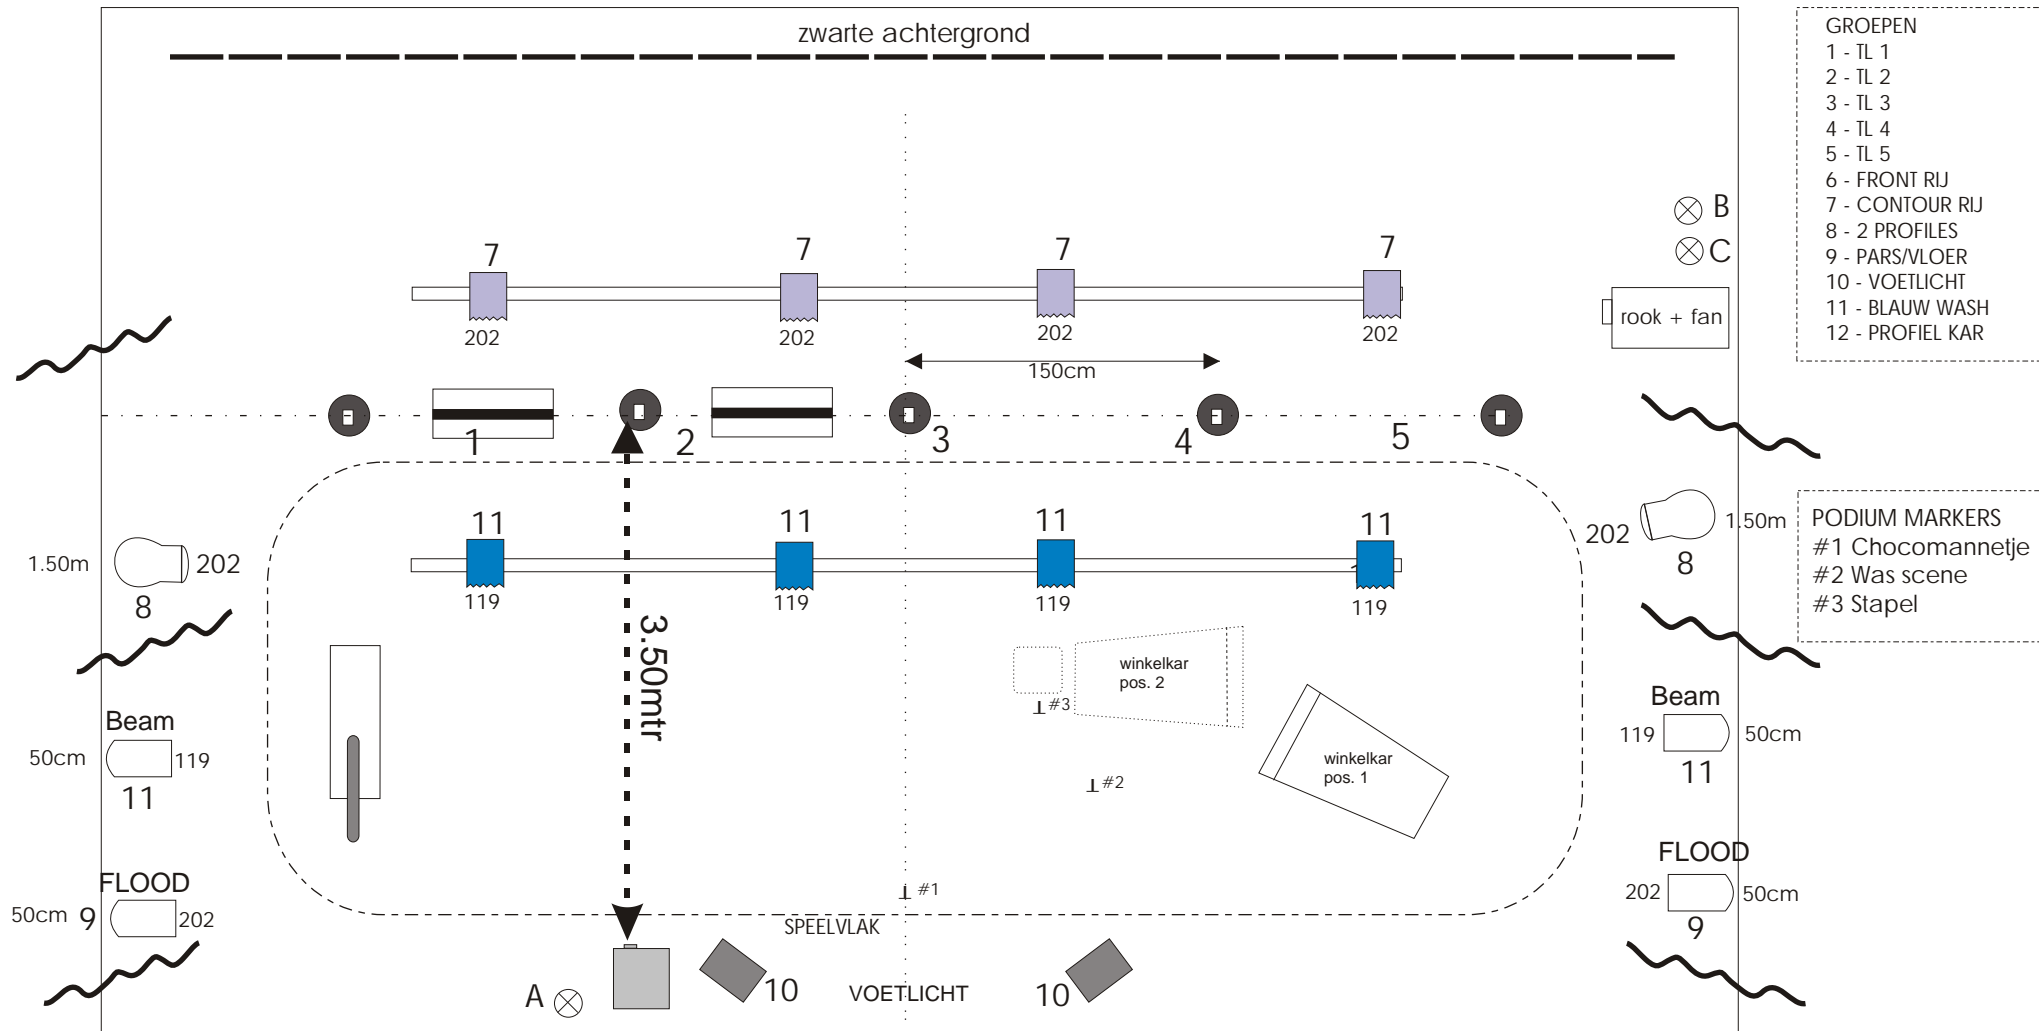 zwarte achtergrond
GROEPEN
1 - TL 1
2 - TL 2
3 - TL 3
4 - TL 4
5 - TL 5
6 - FRONT RIJ
7 - CONTOUR RIJ
8 - 2 PROFILES
9 - PARS/VLOER
10 - VOETLICHT
11 - BLAUW WASH
12 - PROFIEL KAR
B
C
7 7 7 7
202 202 202 202
rook + fan
150cm
1 2 3 4 5
11 11 11 11
119 119 119 119
1.50m 202
8
202 1.50m
8
PODIUM MARKERS
#1 Chocomannetje
#2 Was scene
#3 Stapel
3.50mtr
winkelkar
pos. 2
#3
winkelkar
pos. 1
#2
Beam
50cm 119
11
Beam
119 50cm
11
FLOOD
50cm 9 202
FLOOD
202 50cm
9
#1
SPEELVLAK
A
10 VOETLICHT 10